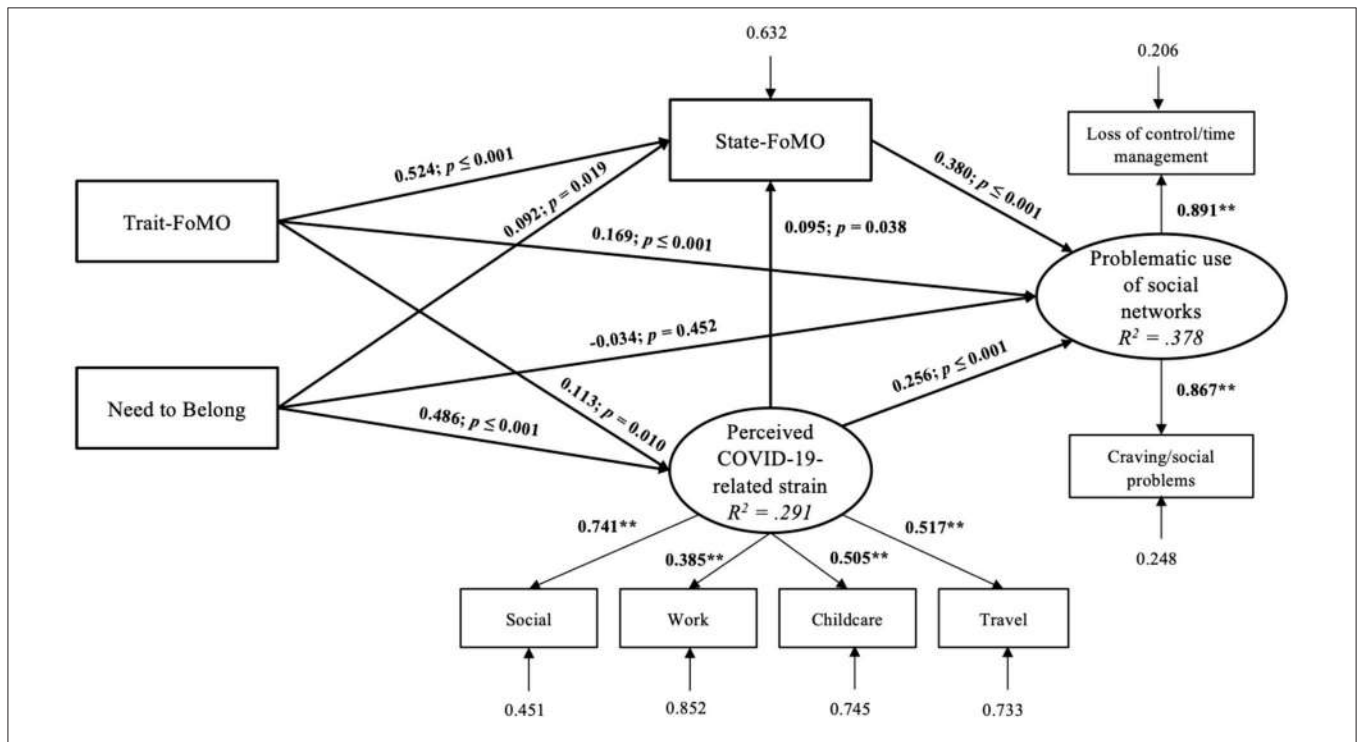 0.632
0.206
State-FoMO
Loss of control/time
management
0.524; p ≤ 0.001
0.380; p ≤ 0.001
0.891**
Trait-FoMO
0.092; p = 0.019
0.169; p ≤ 0.001
0.095; p = 0.038
Problematic use
of social
networks
R² = .378
-0.034; p = 0.452
0.256; p ≤ 0.001
0.867**
Need to Belong
0.113; p = 0.010
0.486; p ≤ 0.001
Perceived
COVID-19-
related strain
R² = .291
Craving/social
problems
0.741**
0.385**
0.505**
0.517**
0.248
Social
Work
Childcare
Travel
0.451
0.852
0.745
0.733